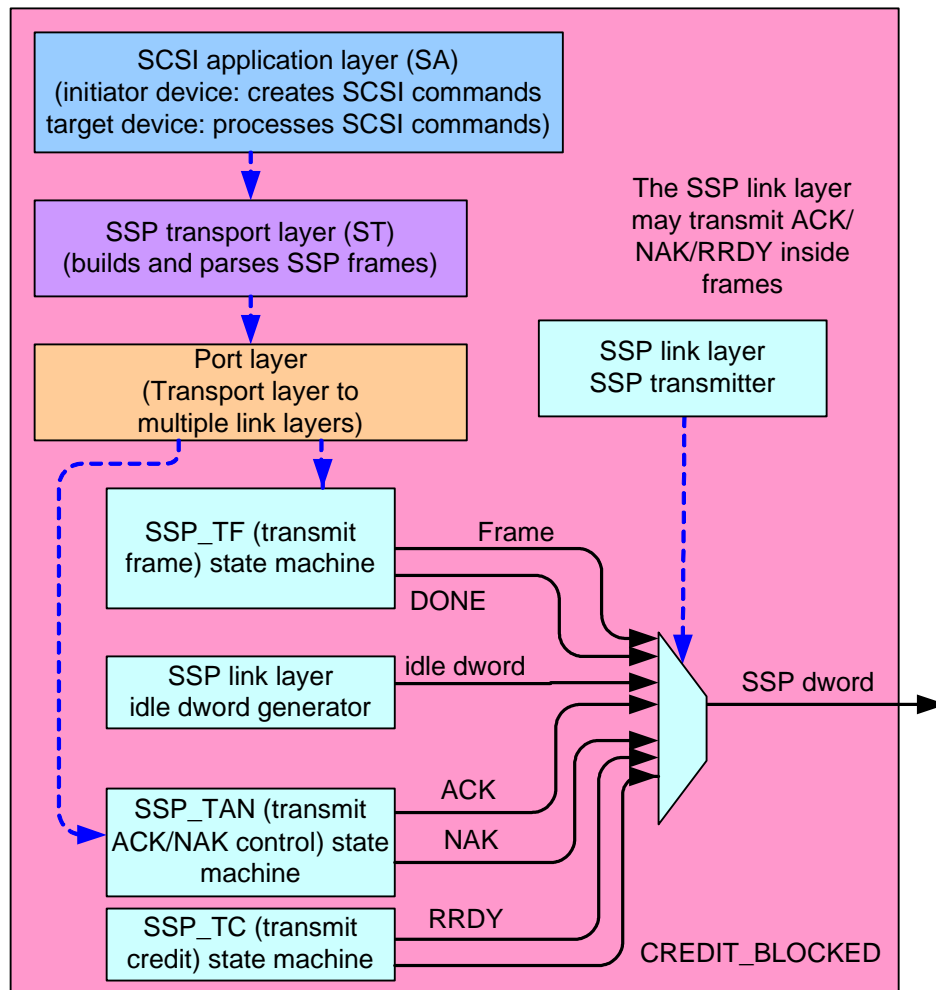 SCSI application layer (SA)
(initiator device: creates SCSI commands
target device: processes SCSI commands)
SSP transport layer (ST)
(builds and parses SSP frames)
The SSP link layer
may transmit ACK/
NAK/RRDY inside
frames
Port layer
(Transport layer to
multiple link layers)
SSP link layer
SSP transmitter
SSP_TF (transmit
frame) state machine
Frame
DONE
SSP link layer
idle dword generator
idle dword
SSP dword
SSP_TAN (transmit
ACK/NAK control) state
machine
ACK
NAK
SSP_TC (transmit
credit) state machine
RRDY
CREDIT_BLOCKED